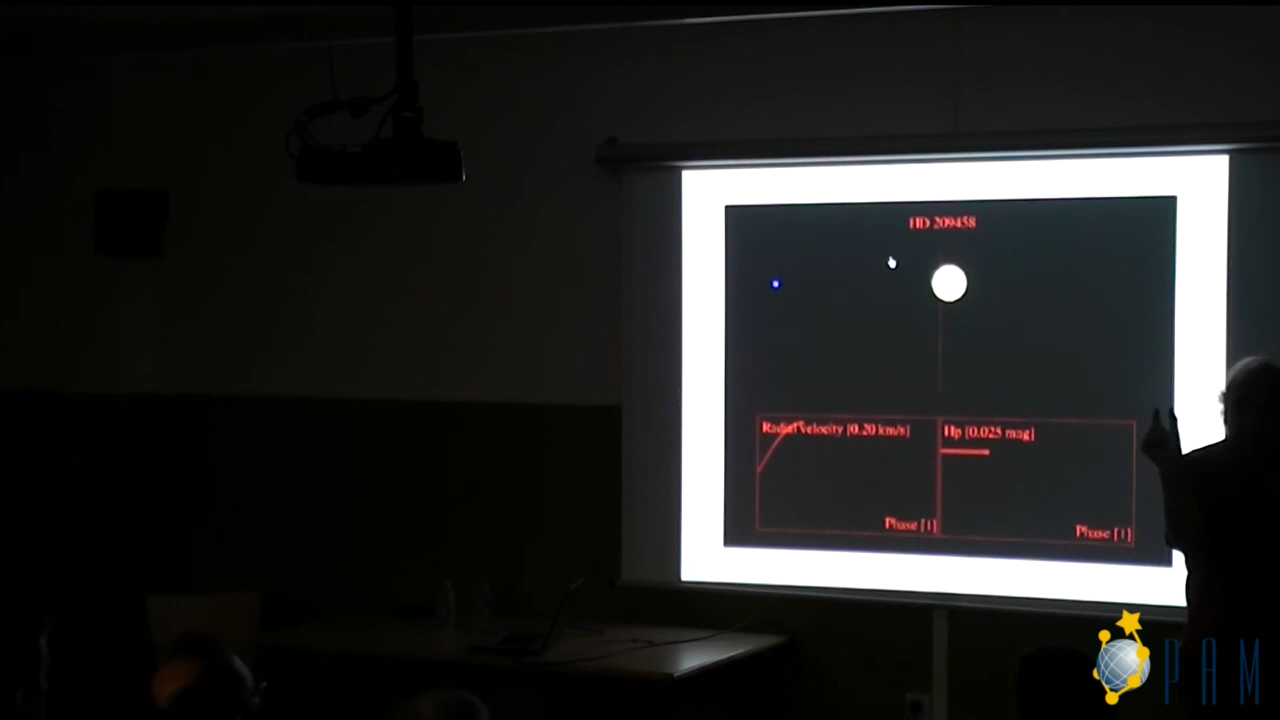 HD 209458
Radial velocity [0.20 km/s]
Hp [0.025 mag]
Phase [1]
Phase [1]
PAM